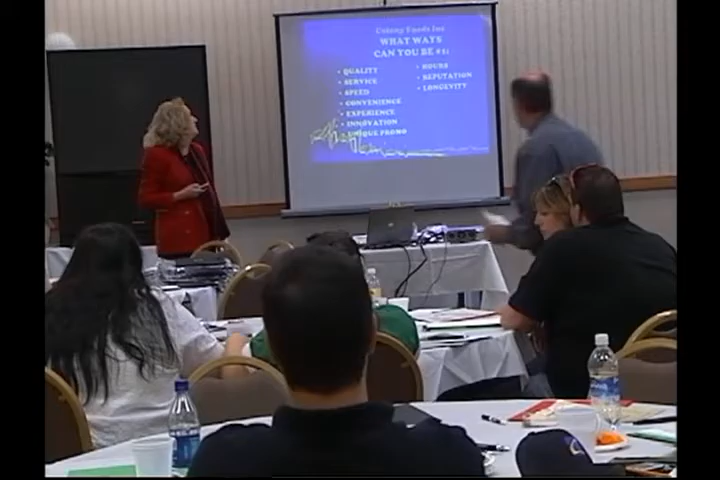 WHAT WAYS
CAN YOU BE #1:
• QUALITY
• SERVICE
• SPEED
• CONVENIENCE
• EXPERIENCE
• INNOVATION
UNIQUE PROMO
• HOURS
• REPUTATION
• LONGEVITY